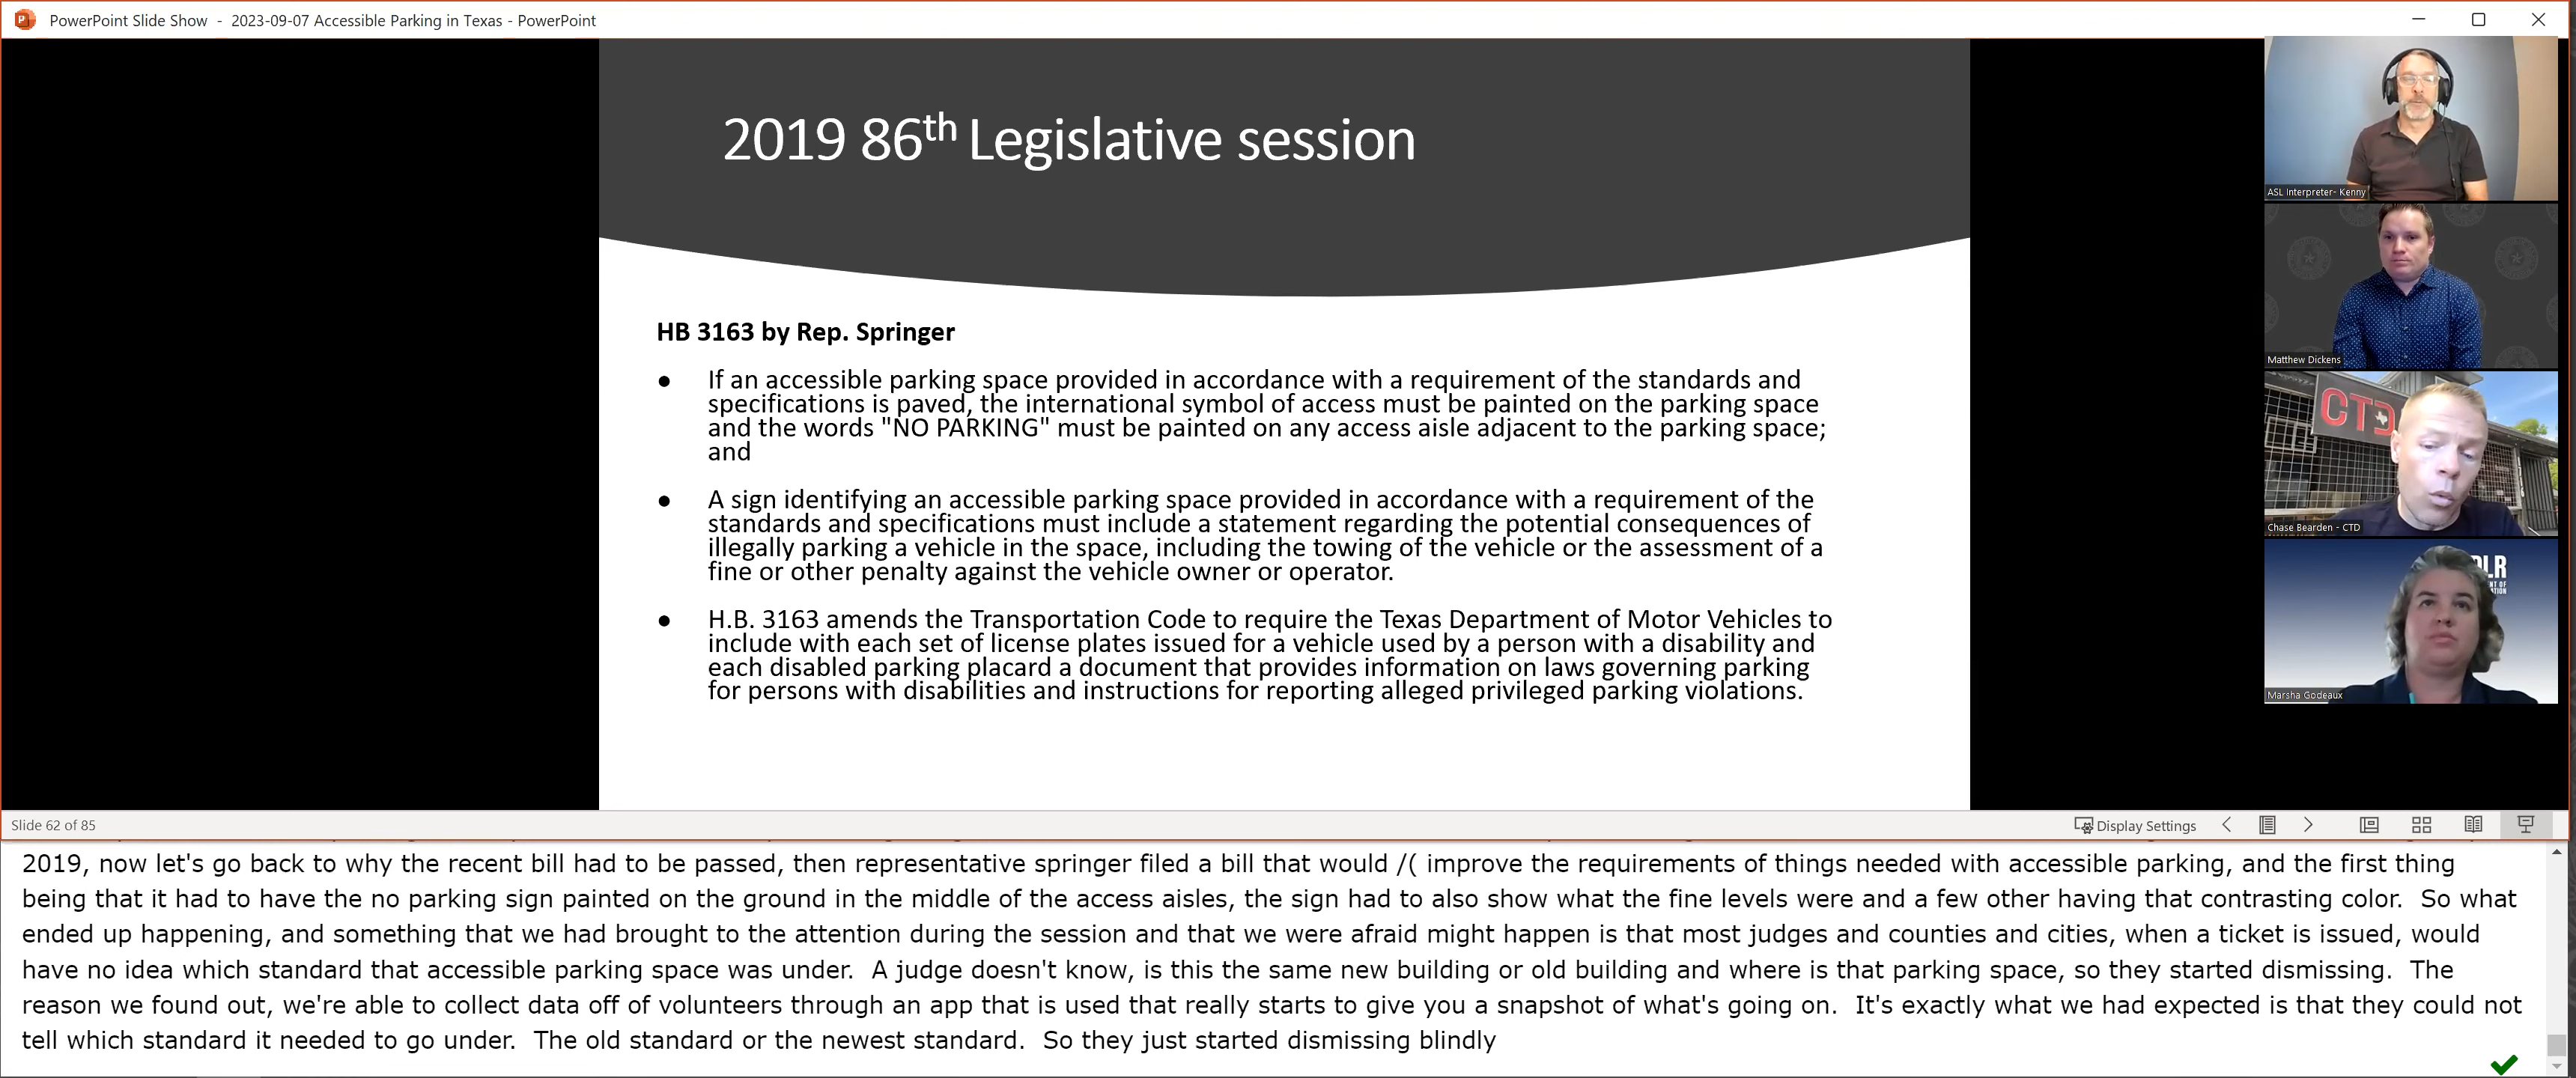 PowerPoint Slide Show - 2023-09-07 Accessible Parking in Texas - PowerPoint
2019 86th Legislative session
HB 3163 by Rep. Springer
● If an accessible parking space provided in accordance with a requirement of the standards and
specifications is paved, the international symbol of access must be painted on the parking space
and the words "NO PARKING" must be painted on any access aisle adjacent to the parking space;
and
● A sign identifying an accessible parking space provided in accordance with a requirement of the
standards and specifications must include a statement regarding the potential consequences of
illegally parking a vehicle in the space, including the towing of the vehicle or the assessment of a
fine or other penalty against the vehicle owner or operator.
● H.B. 3163 amends the Transportation Code to require the Texas Department of Motor Vehicles to
include with each set of license plates issued for a vehicle used by a person with a disability and
each disabled parking placard a document that provides information on laws governing parking
for persons with disabilities and instructions for reporting alleged privileged parking violations.
ASL Interpreter- Kenny
Matthew Dickens
CTD
Chase Bearden - CTD
Marsha Godeaux
Slide 62 of 85
Display Settings
2019, now let's go back to why the recent bill had to be passed, then representative springer filed a bill that would /( improve the requirements of things needed with accessible parking, and the first thing
being that it had to have the no parking sign painted on the ground in the middle of the access aisles, the sign had to also show what the fine levels were and a few other having that contrasting color. So what
ended up happening, and something that we had brought to the attention during the session and that we were afraid might happen is that most judges and counties and cities, when a ticket is issued, would
have no idea which standard that accessible parking space was under. A judge doesn't know, is this the same new building or old building and where is that parking space, so they started dismissing. The
reason we found out, we're able to collect data off of volunteers through an app that is used that really starts to give you a snapshot of what's going on. It's exactly what we had expected is that they could not
tell which standard it needed to go under. The old standard or the newest standard. So they just started dismissing blindly